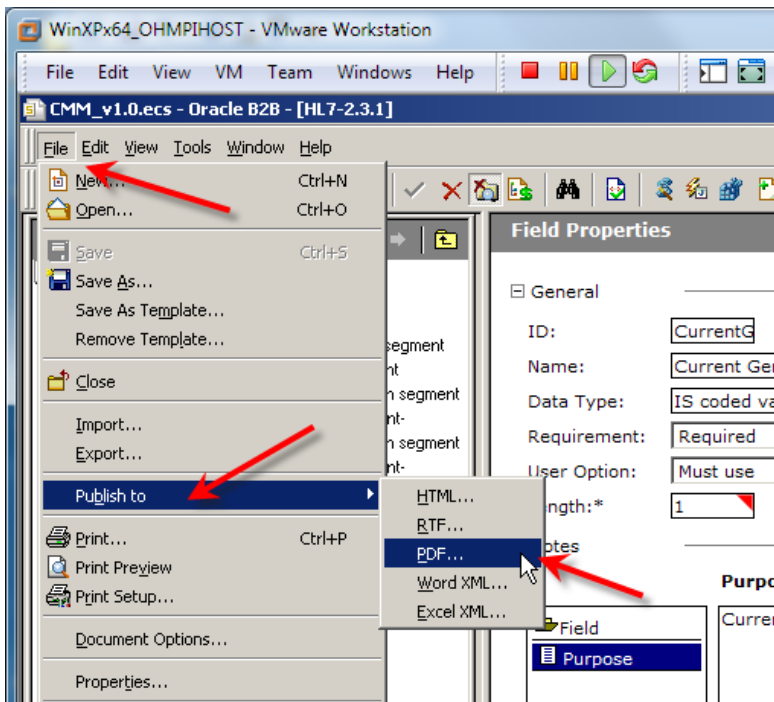 WinXPx64_OHMPIHOST - VMware Workstation
File Edit View VM Team Windows Help
CMM_v1.0.ecs - Oracle B2B - [HL7-2.3.1]
File Edit View Tools Window Help
New... Ctrl+N
Open... Ctrl+O
Save Ctrl+S
Save As...
Save As Template...
Remove Template...
Close
Import...
Export...
Publish to
Print... Ctrl+P
Print Preview
Print Setup...
Document Options...
Properties...
segment
nt
n segment
nt-
n segment
nt-
HTML...
RTF...
PDF...
Word XML...
Excel XML...
Field Properties
General
ID: CurrentG
Name: Current Ger
Data Type: IS coded va
Requirement: Required
User Option: Must use
ength:* 1
otes
Purpo
Field
Purpose
Currer